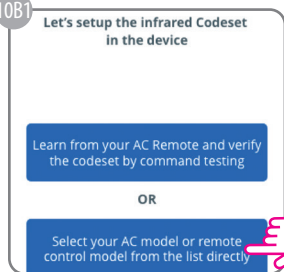 10B1
Let's setup the infrared Codeset
in the device
Learn from your AC Remote and verify
the codeset by command testing
OR
Select your AC model or remote
control model from the list directly